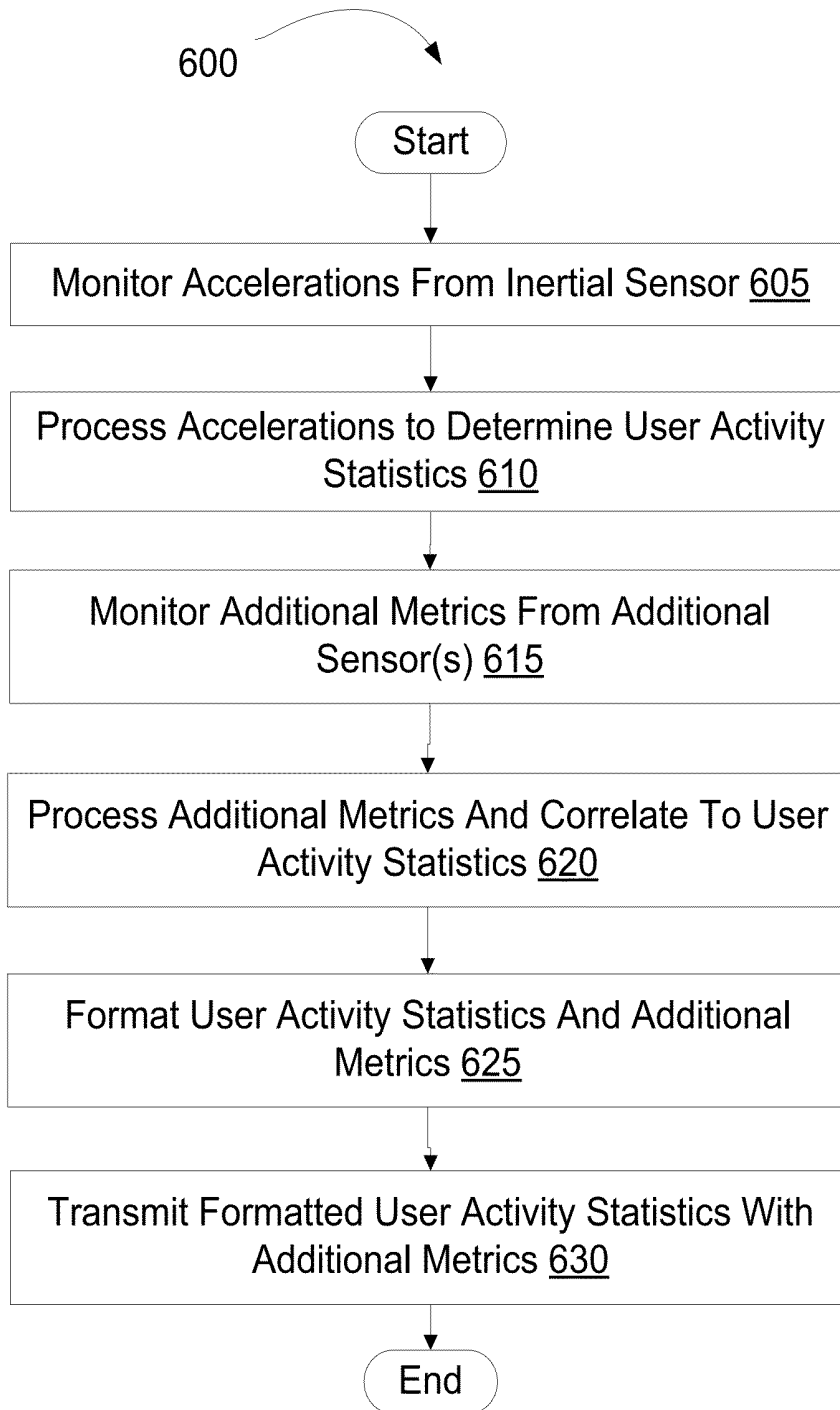 600
Start
Monitor Accelerations From Inertial Sensor 605
Process Accelerations to Determine User Activity
Statistics 610
Monitor Additional Metrics From Additional
Sensor(s) 615
Process Additional Metrics And Correlate To User
Activity Statistics 620
Format User Activity Statistics And Additional
Metrics 625
Transmit Formatted User Activity Statistics With
Additional Metrics 630
End